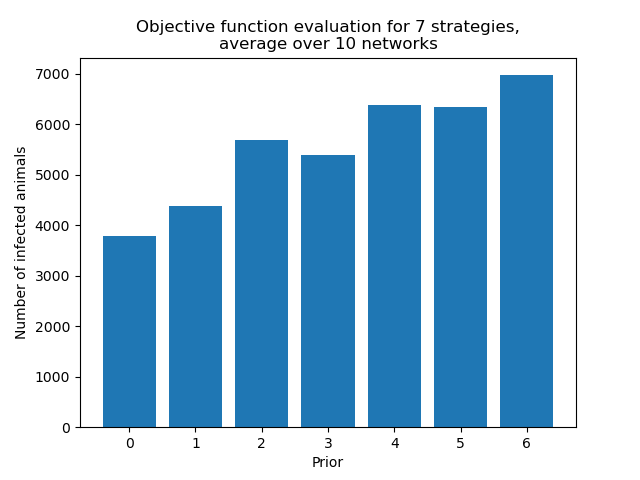 Objective function evaluation for 7 strategies,
average over 10 networks
Number of infected animals
7000
6000
5000
4000
3000
2000
1000
0
0 1 2 3 4 5 6
Prior